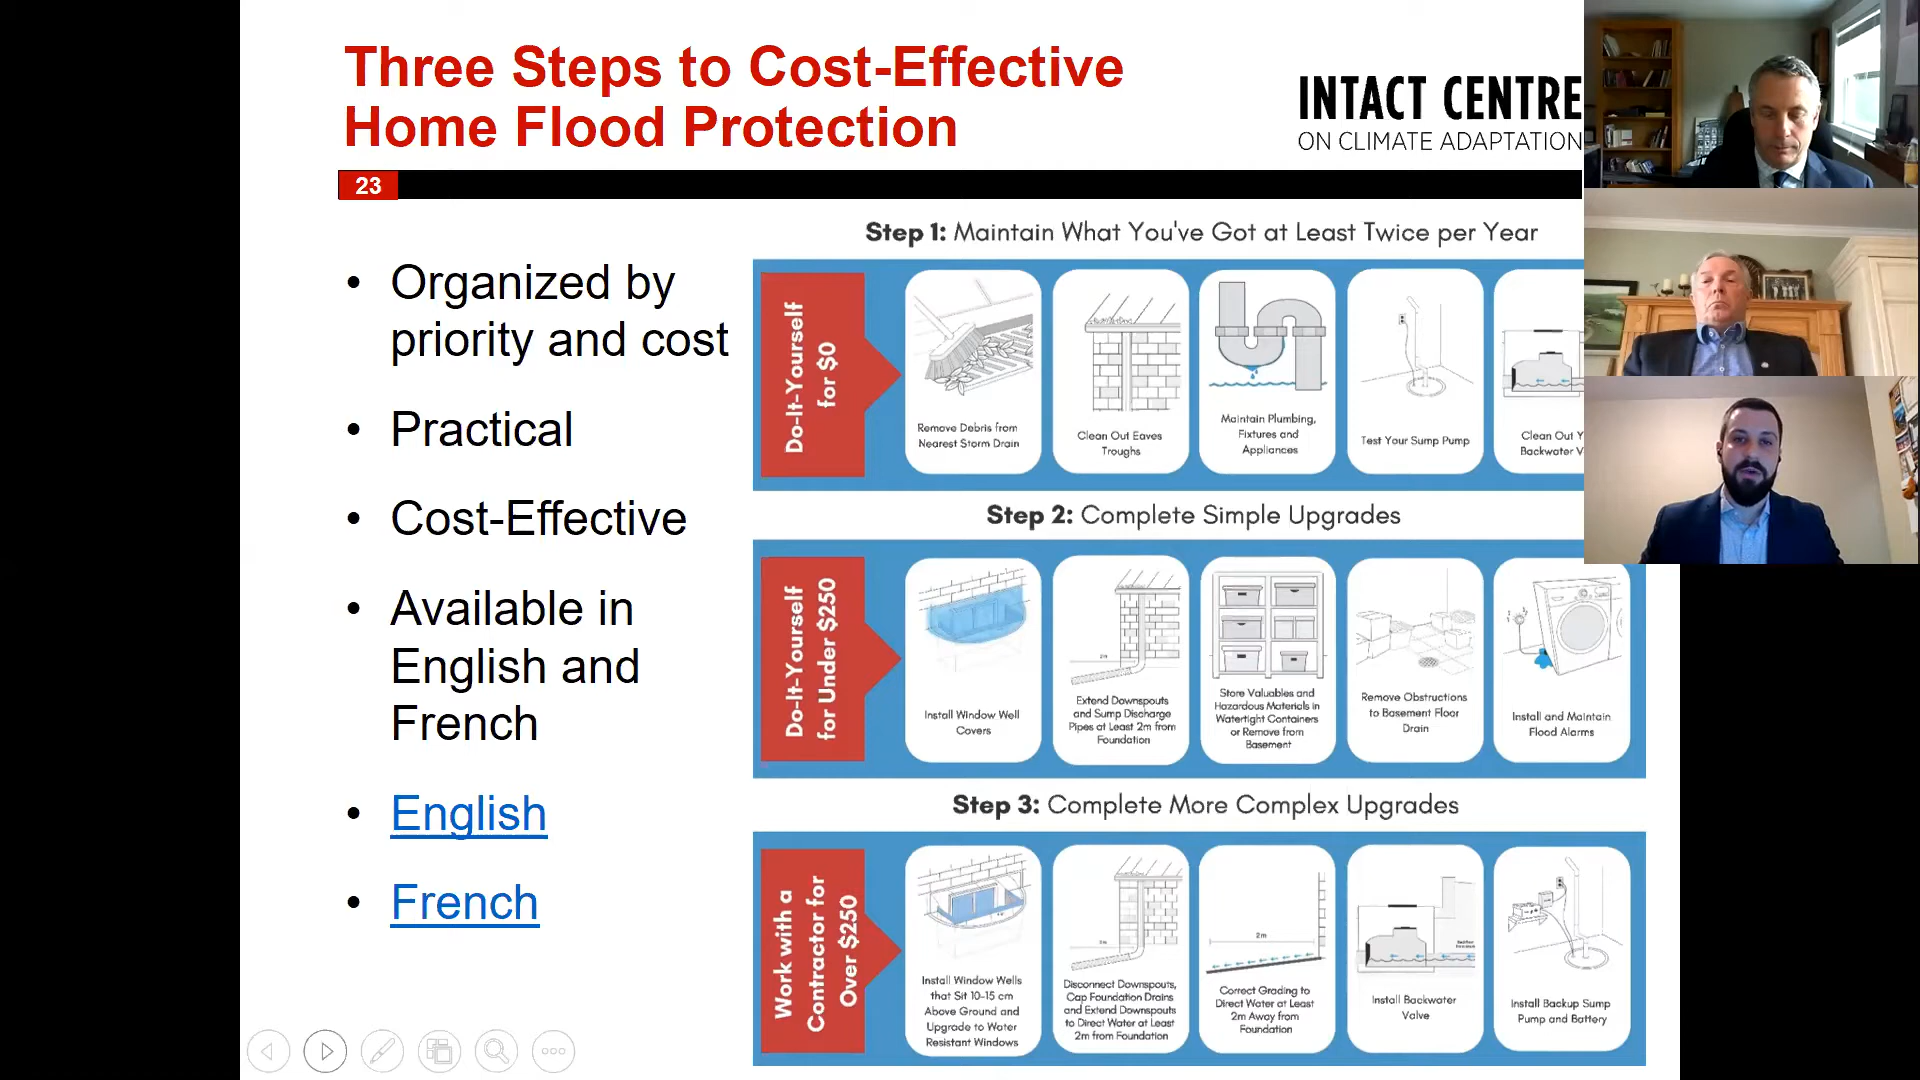 Three Steps to Cost-Effective
Home Flood Protection
INTACT CENTRE
ON CLIMATE ADAPTATION
23
• Organized by
priority and cost
• Practical
• Cost-Effective
• Available in
English and
French
• English
• French
Step 1: Maintain What You've Got at Least Twice per Year
Do-It-Yourself
for $0
Remove Debris from
Nearest Storm Drain
Clean Out Eaves
Troughs
Maintain Plumbing,
Fixtures and
Appliances
Test Your Sump Pump
Clean Out Y
Backwater V
Step 2: Complete Simple Upgrades
Do-It-Yourself
for Under $250
Install Window Well
Covers
2m
Extend Downspouts
and Sump Discharge
Pipes at Least 2m from
Foundation
Store Valuables and
Hazardous Materials in
Watertight Containers
or Remove from
Basement
Remove Obstructions
to Basement Floor
Drain
Install and Maintain
Flood Alarms
Step 3: Complete More Complex Upgrades
Work with a
Contractor for
Over $250
Install Window Wells
that Sit 10-15 cm
Above Ground and
Upgrade to Water
Resistant Windows
2m
Disconnect Downspouts,
Cap Foundation Drains
and Extend Downspouts
to Direct Water at Least
2m from Foundation
2m
Correct Grading to
Direct Water at Least
2m Away from
Foundation
Install Backwater
Valve
Install Backup Sump
Pump and Battery